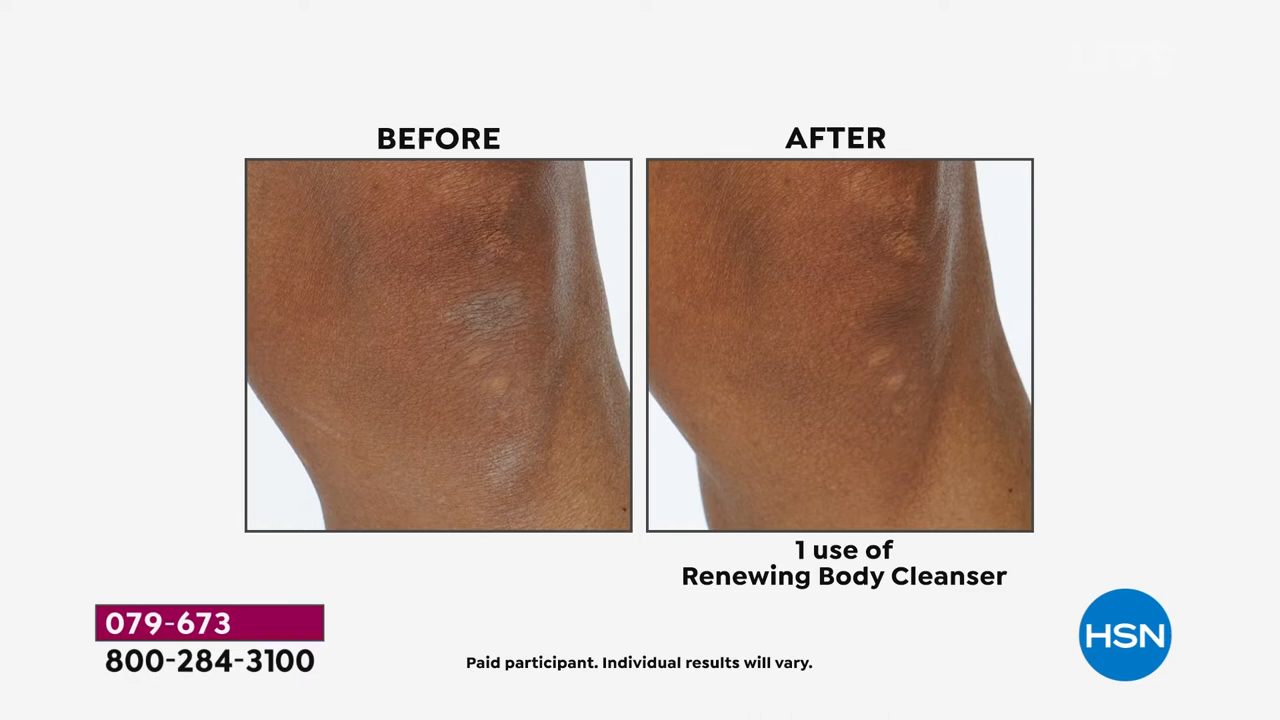 BEFORE
AFTER
1 use of
Renewing Body Cleanser
079-673
800-284-3100
Paid participant. Individual results will vary.
HSN